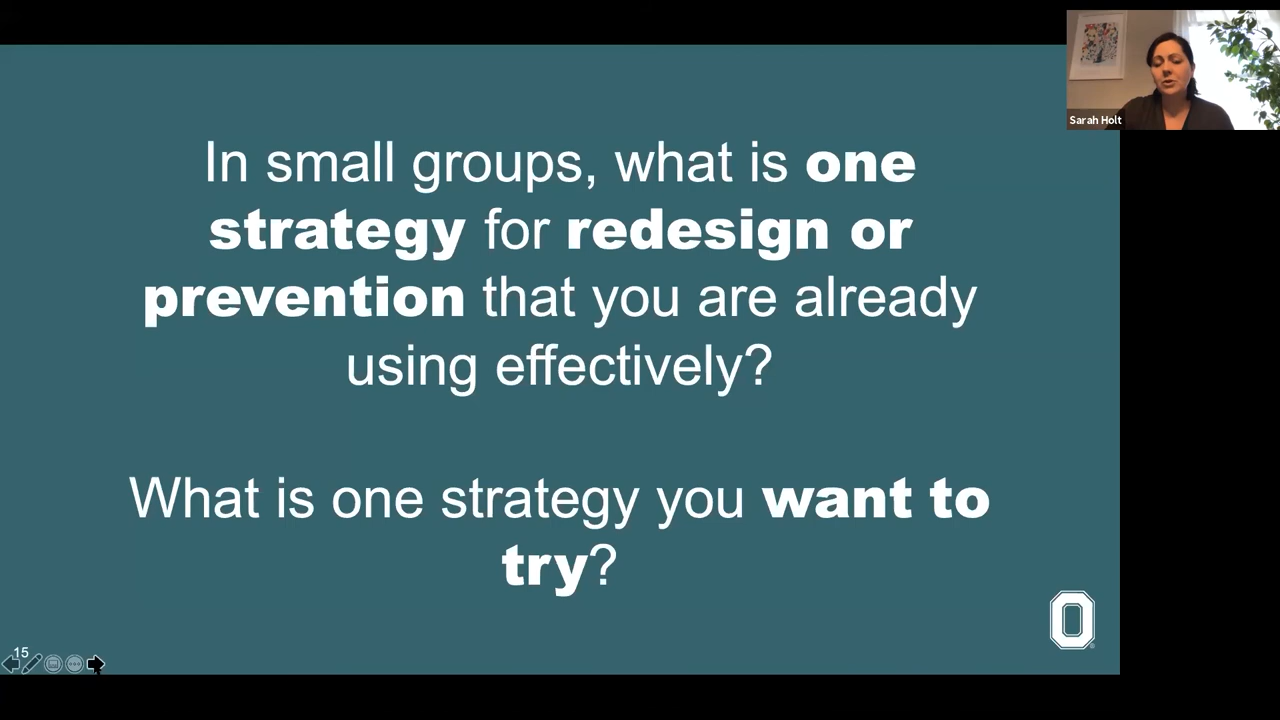 Sarah Holt
In small groups, what is one
strategy for redesign or
prevention that you are already
using effectively?
What is one strategy you want to
try?
O
15